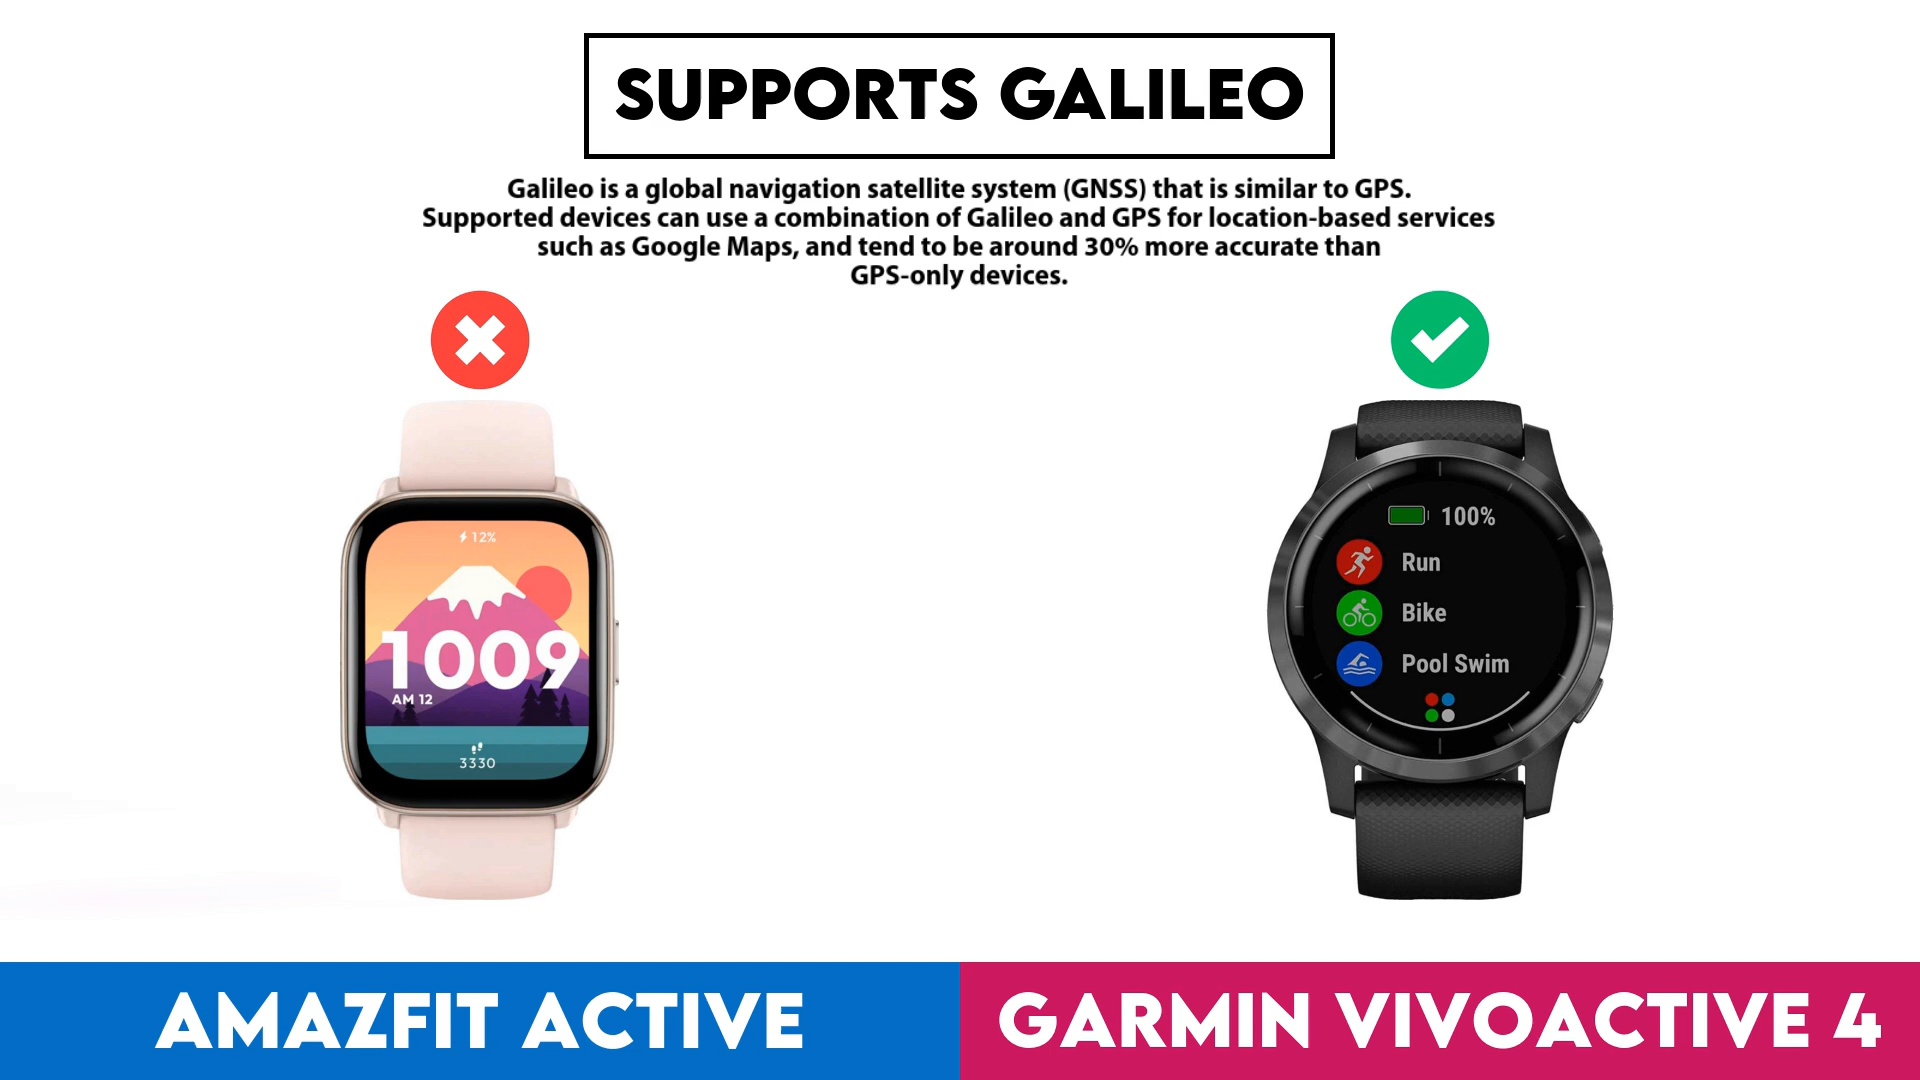 SUPPORTS GALILEO
Galileo is a global navigation satellite system (GNSS) that is similar to GPS.
Supported devices can use a combination of Galileo and GPS for location-based services
such as Google Maps, and tend to be around 30% more accurate than
GPS-only devices.
12%
1009
AM 12
3330
100%
Run
Bike
Pool Swim
AMAZFIT ACTIVE
GARMIN VIVOACTIVE 4